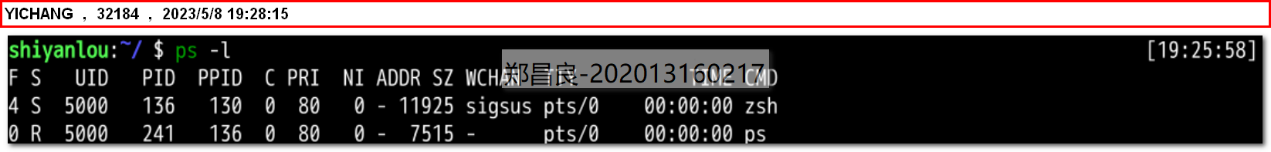 YICHANG , 32184 , 2023/5/8 19:28:15
shiyanlou:~/ $ ps -l [19:25:58]
郑昌良-202013160217
F S UID PID PPID C PRI NI ADDR SZ WCHAN TTY TIME CMD
4 S 5000 136 130 0 80 0 - 11925 sigsus pts/0 00:00:00 zsh
0 R 5000 241 136 0 80 0 - 7515 - pts/0 00:00:00 ps